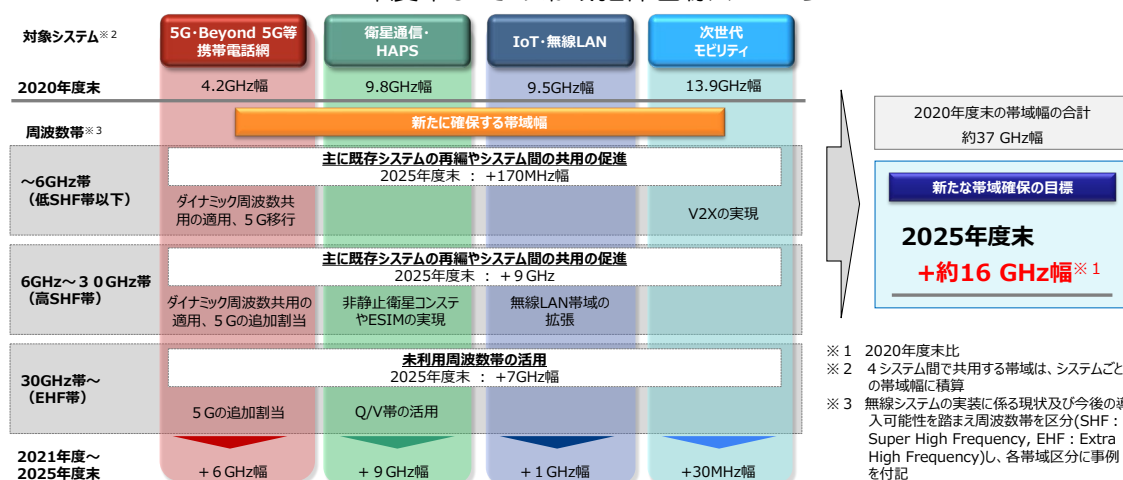 対象システム※2
5G・Beyond 5G等
携帯電話網
衛星通信・
HAPS
IoT・無線LAN
次世代
モビリティ
2020年度末
4.2GHz幅
9.8GHz幅
9.5GHz幅
13.9GHz幅
周波数帯※3
新たに確保する帯域幅
～6GHz帯
(低SHF帯以下)
主に既存システムの再編やシステム間の共用の促進
2025年度末 : +170MHz幅
ダイナミック周波数共
用の適用、5G移行
V2Xの実現
6GHz～30GHz帯
(高SHF帯)
主に既存システムの再編やシステム間の共用の促進
2025年度末 : +9GHz
ダイナミック周波数共用の
適用、5Gの追加割当
非静止衛星コンステ
やESIMの実現
無線LAN帯域の
拡張
30GHz帯～
(EHF帯)
未利用周波数帯の活用
2025年度末 : +7GHz幅
5Gの追加割当
Q/V帯の活用
2021年度～
2025年度末
+6GHz幅
+9GHz幅
+1GHz幅
+30MHz幅
2020年度末の帯域幅の合計
約37 GHz幅
新たな帯域確保の目標
2025年度末
+約16 GHz幅※1
※1 2020年度末比
※2 4システム間で共用する帯域は、システムごと
の帯域幅に積算
※3 無線システムの実装に係る現状及び今後の導
入可能性を踏まえ周波数帯を区分(SHF：
Super High Frequency, EHF：Extra
High Frequency)し、各帯域区分に事例
を付記